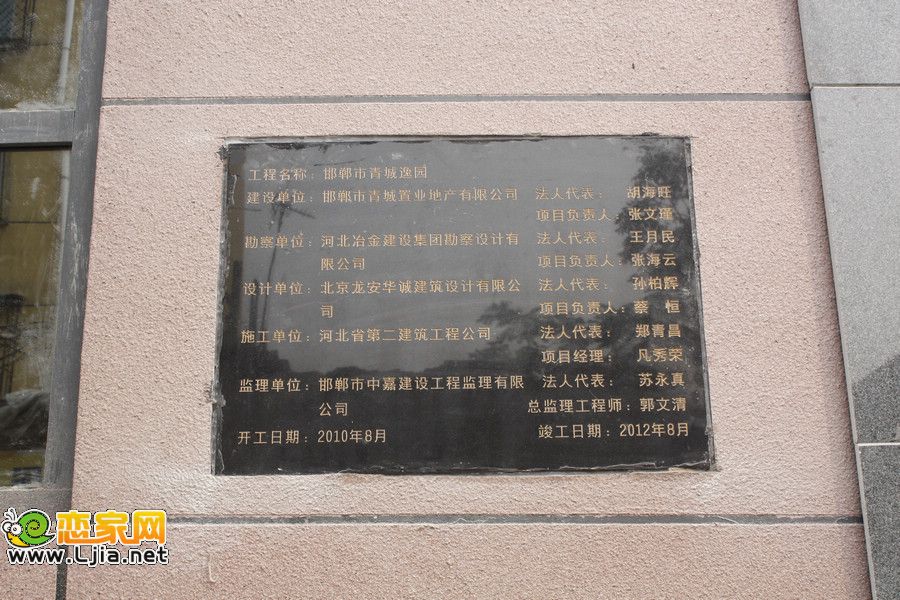 工程名称：邯郸市青城逸园
建设单位：邯郸市青城置业地产有限公司 法人代表：胡海旺
项目负责人：张文瑾
勘察单位：河北冶金建设集团勘察设计有 法人代表：王月民
限公司 项目负责人：张海云
设计单位：北京龙安华诚建筑设计有限公 法人代表：孙柏辉
司 项目负责人：蔡 恒
施工单位：河北省第二建筑工程公司 法人代表：郑青昌
项目经理：凡秀荣
监理单位：邯郸市中嘉建设工程监理有限 法人代表：苏永真
公司 总监理工程师：郭文清
开工日期：2010年8月 竣工日期：2012年8月
恋家网
www.Ljia.net